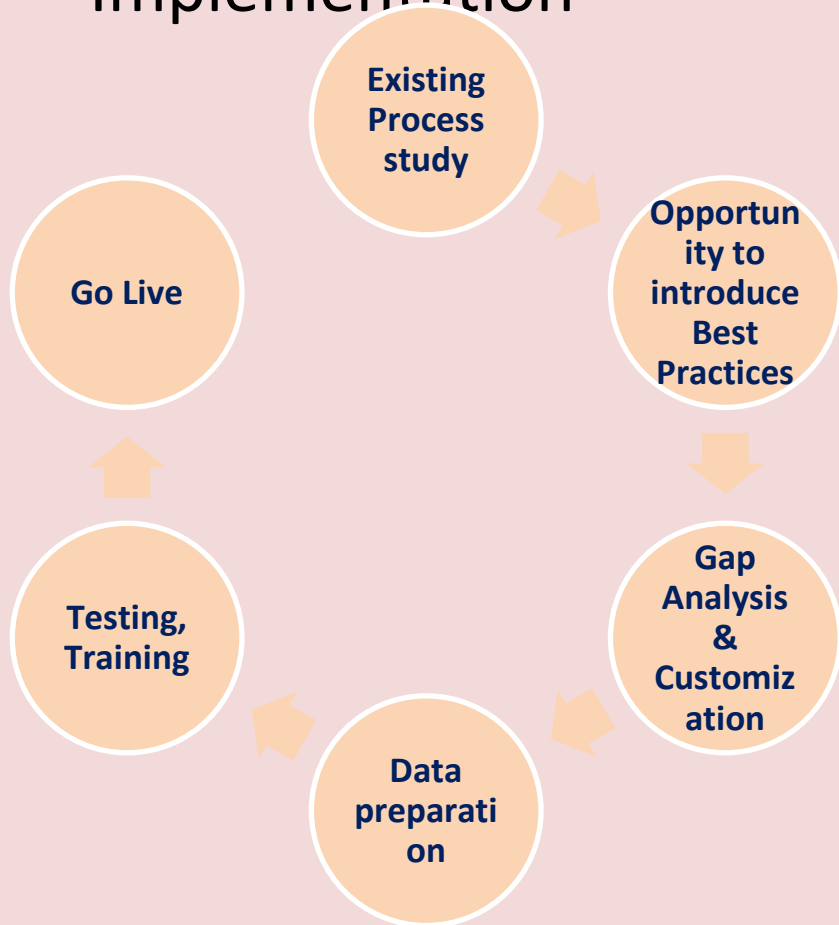 Implementation
Existing
Process
study
Opportun
ity to
introduce
Best
Practices
Gap
Analysis
&
Customiz
ation
Data
preparati
on
Testing,
Training
Go Live